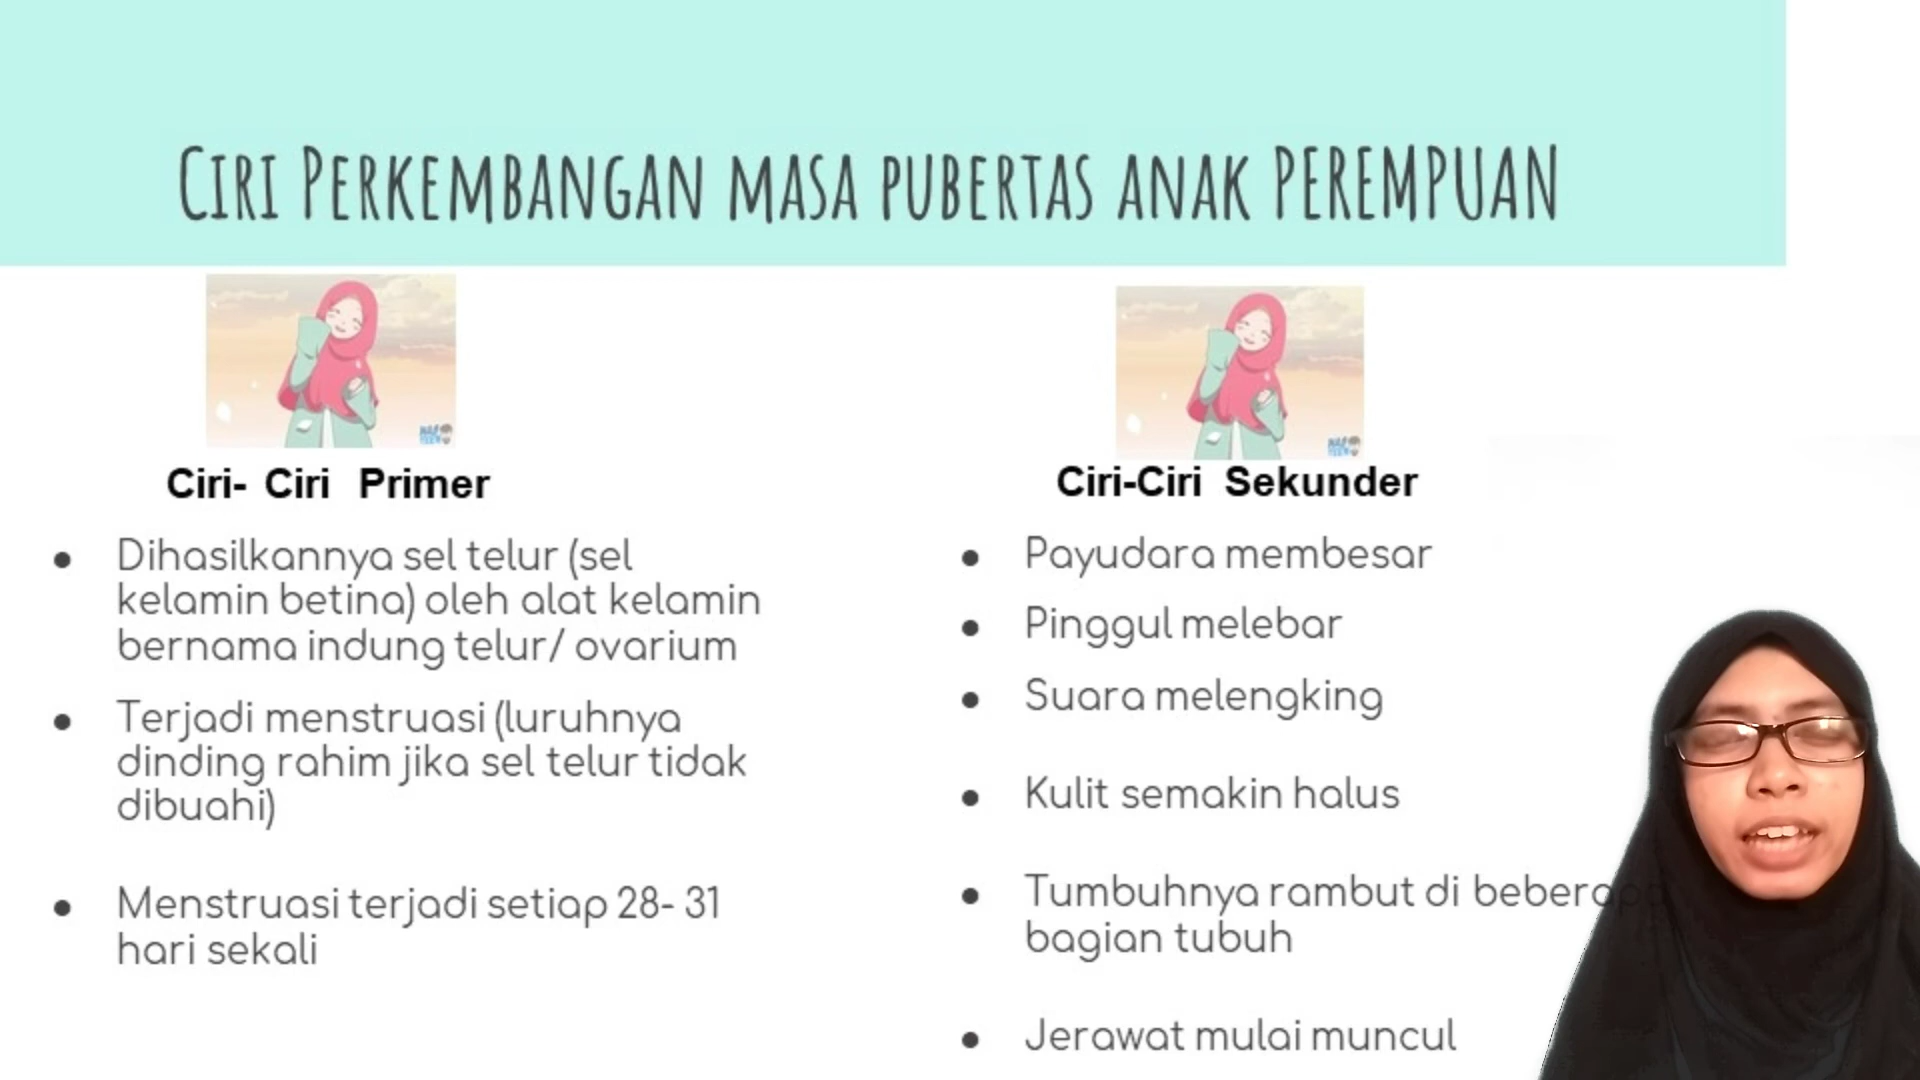 CIRI PERKEMBANGAN MASA PUBERTAS ANAK PEREMPUAN
Ciri- Ciri Primer
● Dihasilkannya sel telur (sel
kelamin betina) oleh alat kelamin
bernama indung telur/ ovarium
● Terjadi menstruasi (luruhnya
dinding rahim jika sel telur tidak
dibuahi)
● Menstruasi terjadi setiap 28- 31
hari sekali
Ciri-Ciri Sekunder
● Payudara membesar
● Pinggul melebar
● Suara melengking
● Kulit semakin halus
● Tumbuhnya rambut di beberapa
bagian tubuh
● Jerawat mulai muncul